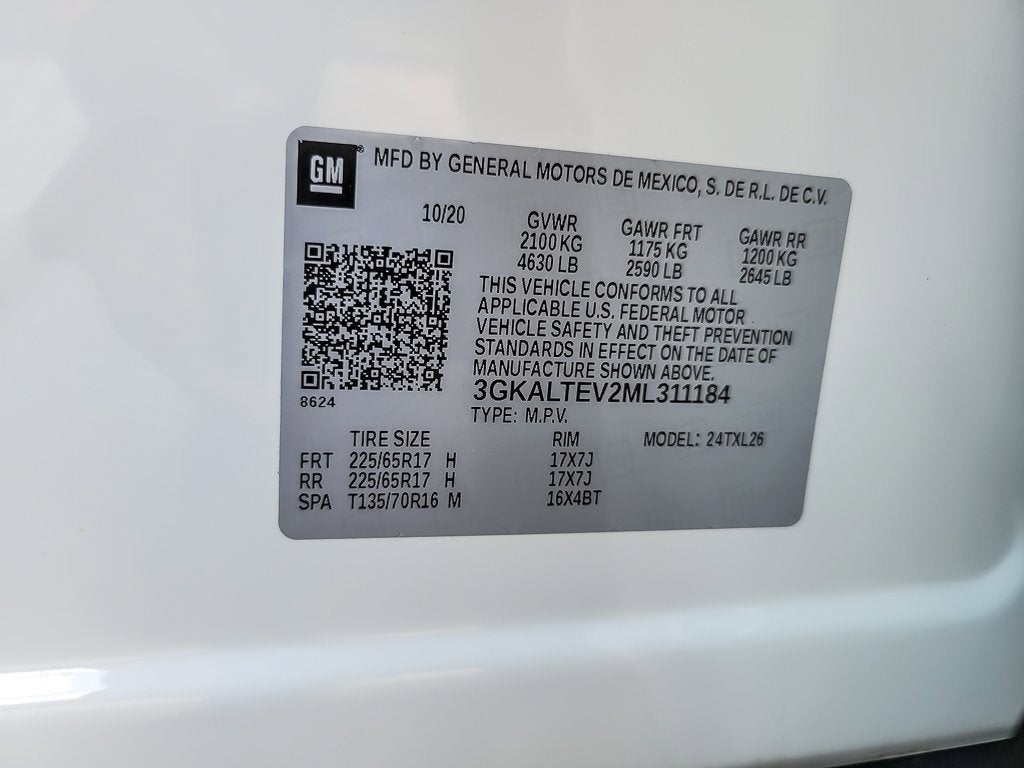 GM® MFD BY GENERAL MOTORS DE MEXICO, S. DE R.L. DE C.V.
10/20 GVWR GAWR FRT GAWR RR
2100 KG 1175 KG 1200 KG
4630 LB 2590 LB 2645 LB
THIS VEHICLE CONFORMS TO ALL
APPLICABLE U.S. FEDERAL MOTOR
VEHICLE SAFETY AND THEFT PREVENTION
STANDARDS IN EFFECT ON THE DATE OF
MANUFACTURE SHOWN ABOVE.
8624 3GKALTEV2ML311184
TYPE: M.P.V.
TIRE SIZE RIM MODEL: 24TXL26
FRT 225/65R17 H 17X7J
RR 225/65R17 H 17X7J
SPA T135/70R16 M 16X4BT